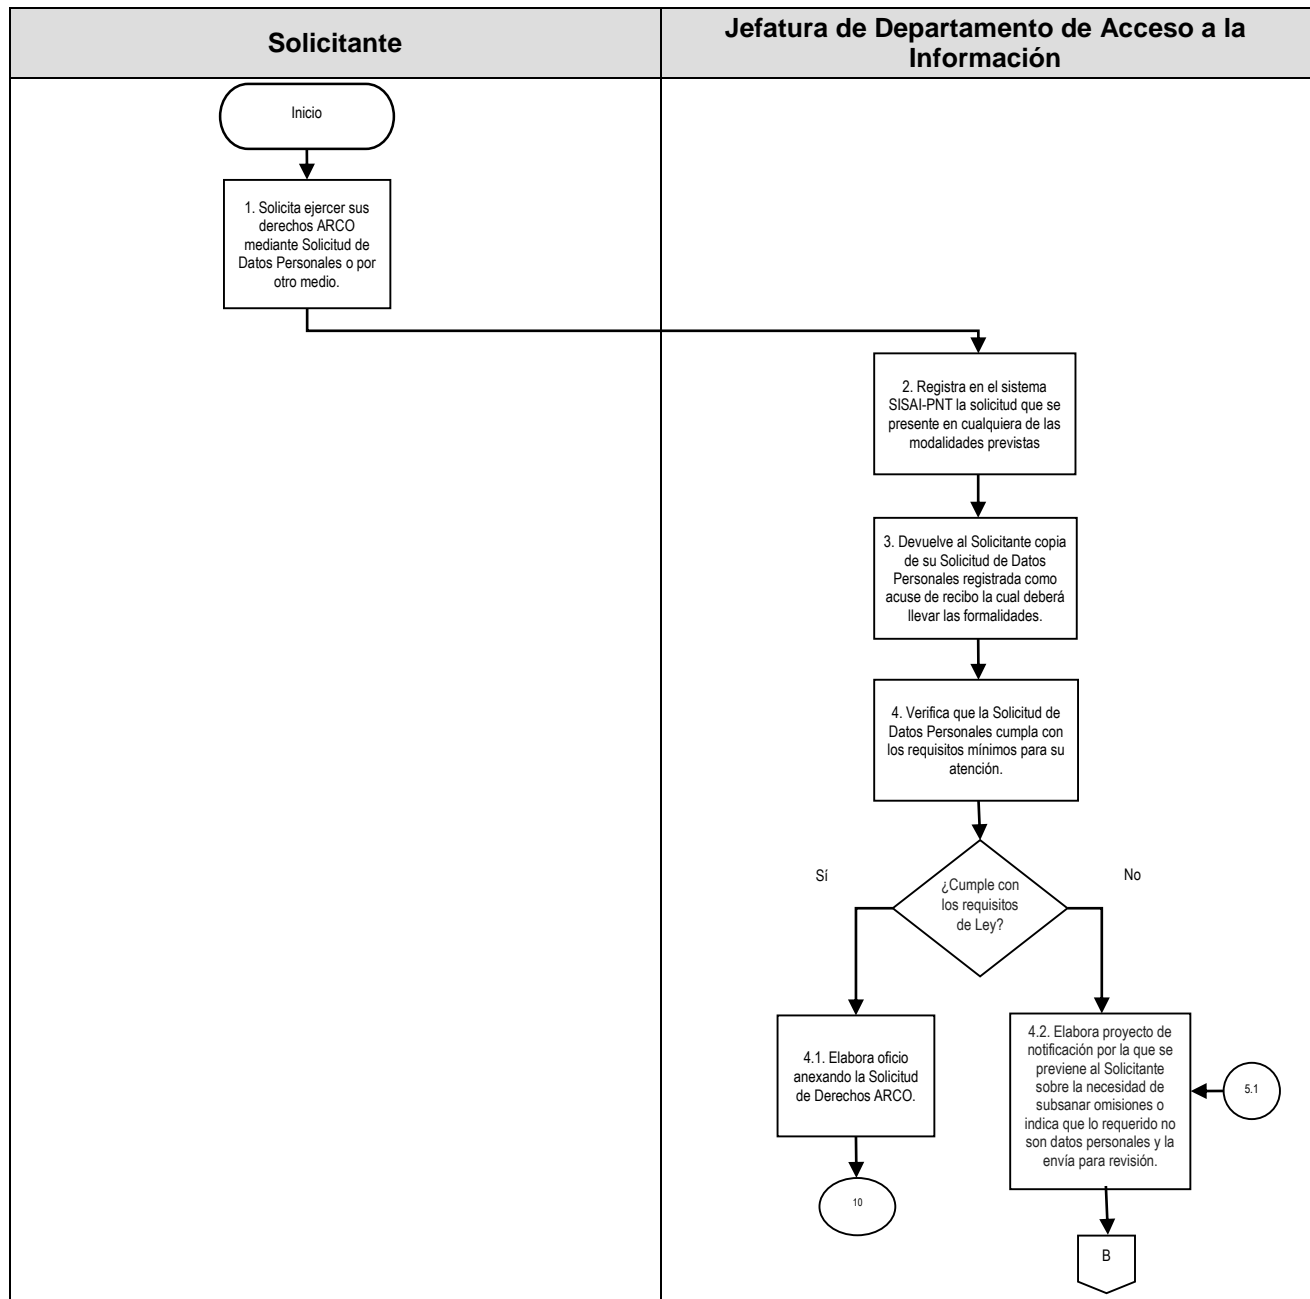 Solicitante
Jefatura de Departamento de Acceso a la
Información
Inicio
1. Solicita ejercer sus
derechos ARCO
mediante Solicitud de
Datos Personales o por
otro medio.
2. Registra en el sistema
SISAI-PNT la solicitud que se
presente en cualquiera de las
modalidades previstas
3. Devuelve al Solicitante copia
de su Solicitud de Datos
Personales registrada como
acuse de recibo la cual deberá
llevar las formalidades.
4. Verifica que la Solicitud de
Datos Personales cumpla con
los requisitos mínimos para su
atención.
Sí
¿Cumple con
los requisitos
de Ley?
No
4.1. Elabora oficio
anexando la Solicitud
de Derechos ARCO.
4.2. Elabora proyecto de
notificación por la que se
previene al Solicitante
sobre la necesidad de
subsanar omisiones o
indica que lo requerido no
son datos personales y la
envía para revisión.
5.1
10
B